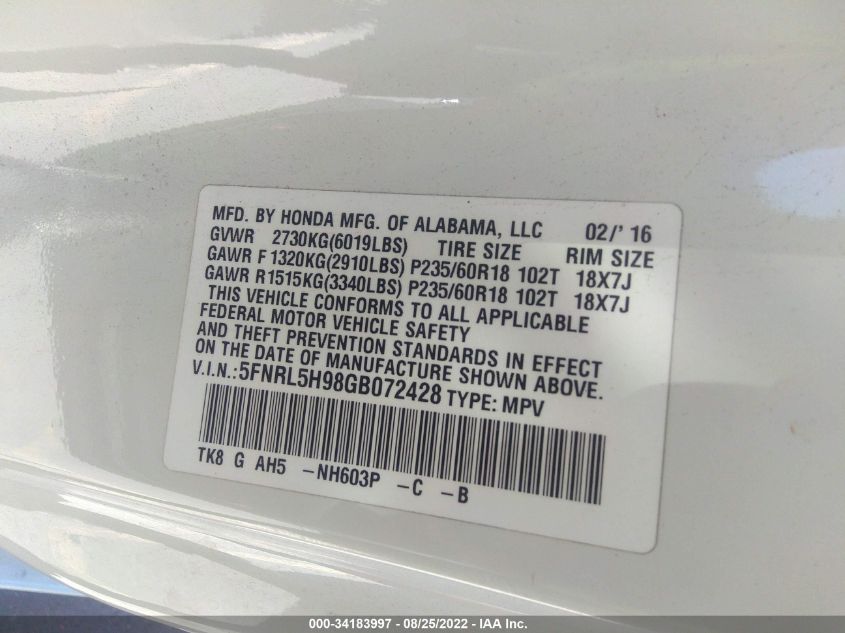 MFD. BY HONDA MFG. OF ALABAMA, LLC 02/' 16
GVWR 2730KG(6019LBS) TIRE SIZE RIM SIZE
GAWR F 1320KG(2910LBS) P235/60R18 102T 18X7J
GAWR R1515KG(3340LBS) P235/60R18 102T 18X7J
THIS VEHICLE CONFORMS TO ALL APPLICABLE
FEDERAL MOTOR VEHICLE SAFETY
AND THEFT PREVENTION STANDARDS IN EFFECT
ON THE DATE OF MANUFACTURE SHOWN ABOVE.
V.I.N.:5FNRL5H98GB072428 TYPE: MPV
TK8 G AH5 -NH603P -C -B
000-34183997 - 08/25/2022 - IAA Inc.